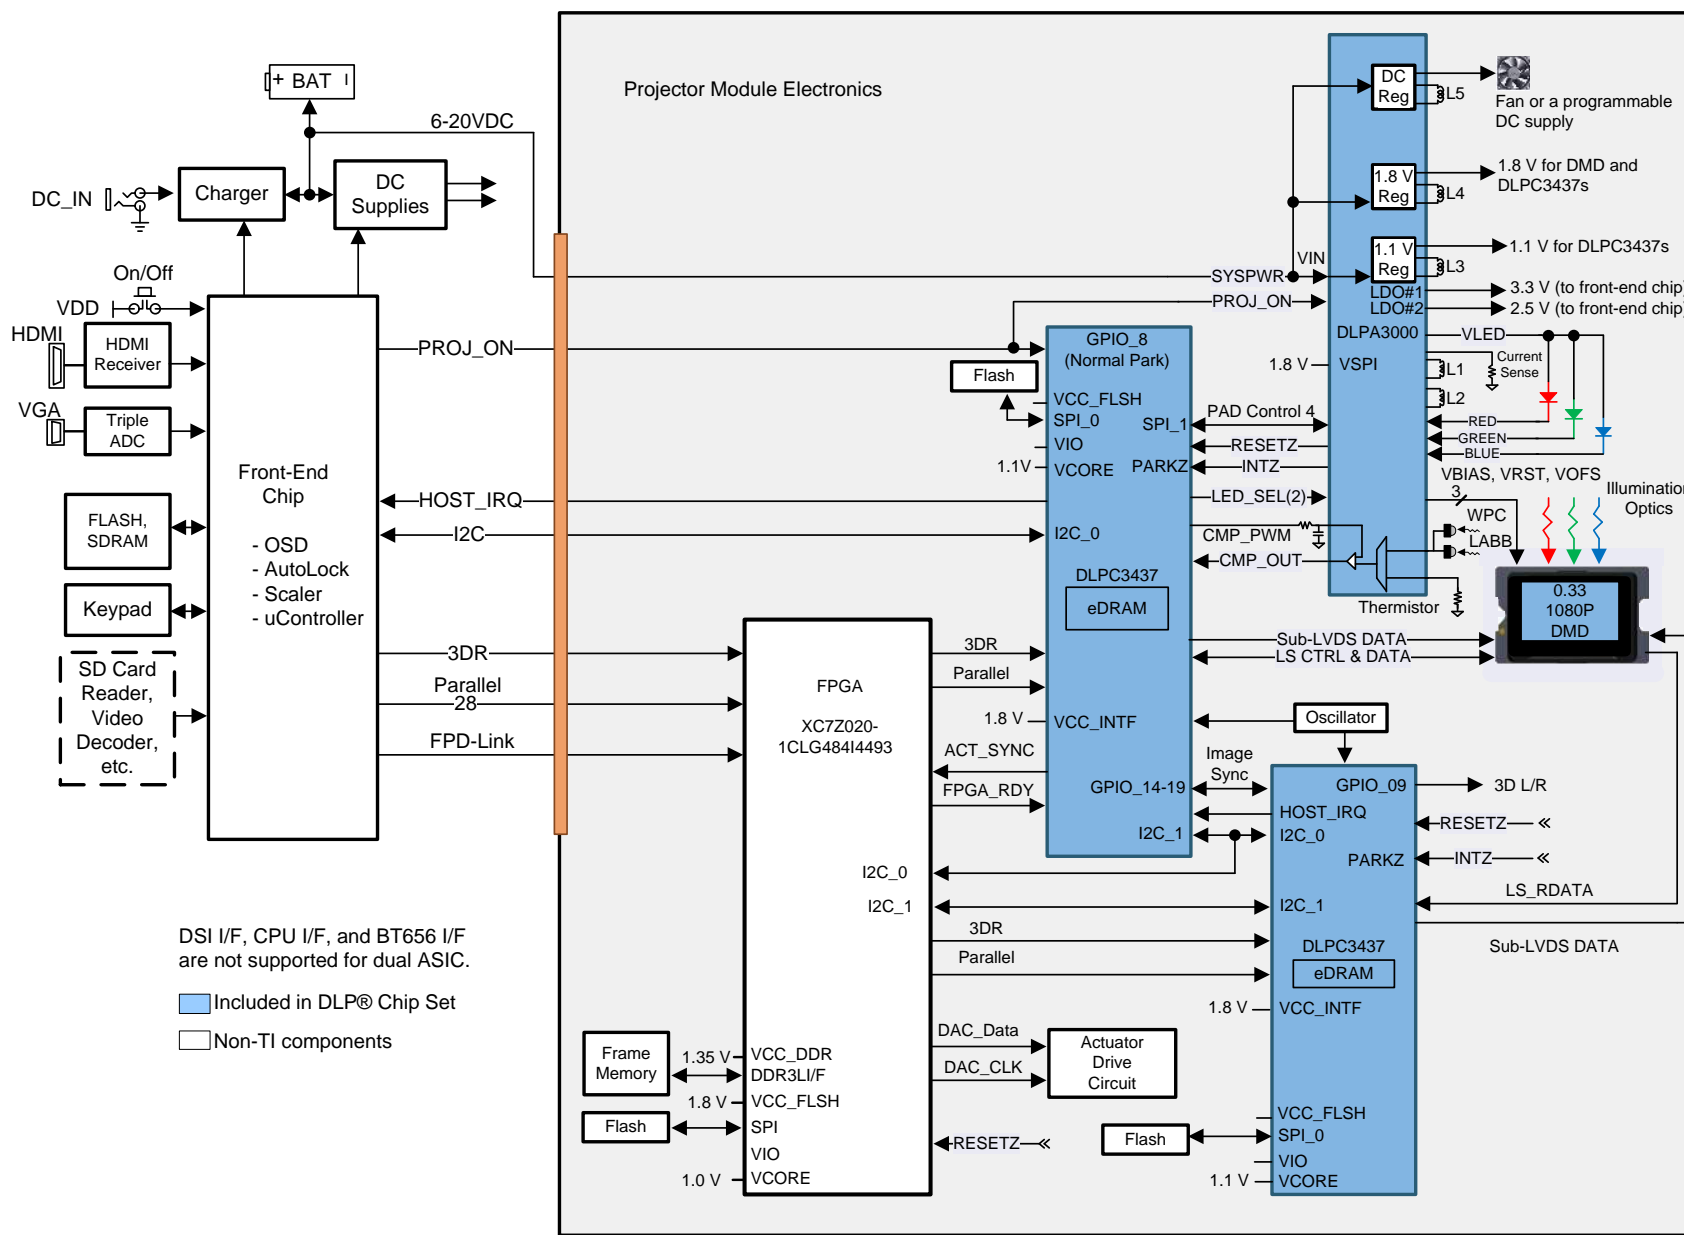 Projector Module Electronics
+ BAT –
6-20VDC
DC_IN
Charger
DC
Supplies
On/Off
VDD
HDMI
HDMI
Receiver
VGA
Triple
ADC
FLASH,
SDRAM
Keypad
SD Card
Reader,
Video
Decoder,
etc.
Front-End
Chip
- OSD
- AutoLock
- Scaler
- uController
PROJ_ON
HOST_IRQ
I2C
3DR
Parallel
28
FPD-Link
SYSPWR
VIN
PROJ_ON
DC
Reg
L5
Fan or a programmable
DC supply
1.8 V
Reg
L4
1.8 V for DMD and
DLPC3437s
1.1 V
Reg
L3
1.1 V for DLPC3437s
LDO#1
3.3 V (to front-end chip)
LDO#2
2.5 V (to front-end chip)
DLPA3000
VLED
1.8 V
VSPI
Current
Sense
L1
L2
RED
GREEN
BLUE
VBIAS, VRST, VOFS
3
Illumination
Optics
WPC
LABB
Thermistor
0.33
1080P
DMD
GPIO_8
(Normal Park)
Flash
VCC_FLSH
SPI_0
VIO
1.1V
VCORE
SPI_1
PAD Control 4
RESETZ
PARKZ
INTZ
LED_SEL(2)
CMP_PWM
CMP_OUT
I2C_0
DLPC3437
eDRAM
Sub-LVDS DATA
LS CTRL & DATA
3DR
Parallel
1.8 V
VCC_INTF
Oscillator
ACT_SYNC
FPGA_RDY
GPIO_14-19
Image
Sync
I2C_1
FPGA
XC7Z020-
1CLG484I4493
I2C_0
I2C_1
3DR
Parallel
DAC_Data
DAC_CLK
Actuator
Drive
Circuit
RESETZ
Frame
Memory
1.35 V
VCC_DDR
DDR3LI/F
1.8 V
VCC_FLSH
Flash
SPI
VIO
1.0 V
VCORE
GPIO_09
3D L/R
HOST_IRQ
I2C_0
RESETZ
PARKZ
INTZ
I2C_1
LS_RDATA
DLPC3437
eDRAM
Sub-LVDS DATA
1.8 V
VCC_INTF
VCC_FLSH
Flash
SPI_0
VIO
1.1 V
VCORE
DSI I/F, CPU I/F, and BT656 I/F
are not supported for dual ASIC.
Included in DLP® Chip Set
Non-TI components